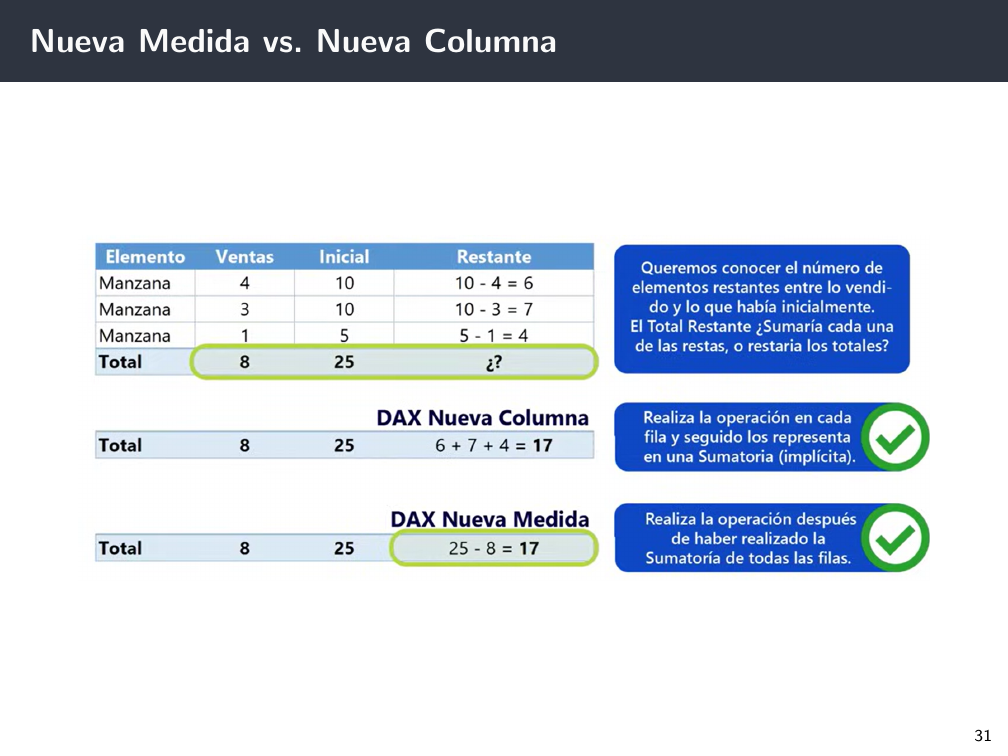 Nueva Medida vs. Nueva Columna
Elemento Ventas Inicial Restante
Manzana 4 10 10 - 4 = 6
Manzana 3 10 10 - 3 = 7
Manzana 1 5 5 - 1 = 4
Total 8 25 ¿?
Queremos conocer el número de
elementos restantes entre lo vendi-
do y lo que había inicialmente.
El Total Restante ¿Sumaría cada una
de las restas, o restaria los totales?
DAX Nueva Columna
Total 8 25 6 + 7 + 4 = 17
Realiza la operación en cada
fila y seguido los representa
en una Sumatoria (implícita).
DAX Nueva Medida
Total 8 25 25 - 8 = 17
Realiza la operación después
de haber realizado la
Sumatoría de todas las filas.
31